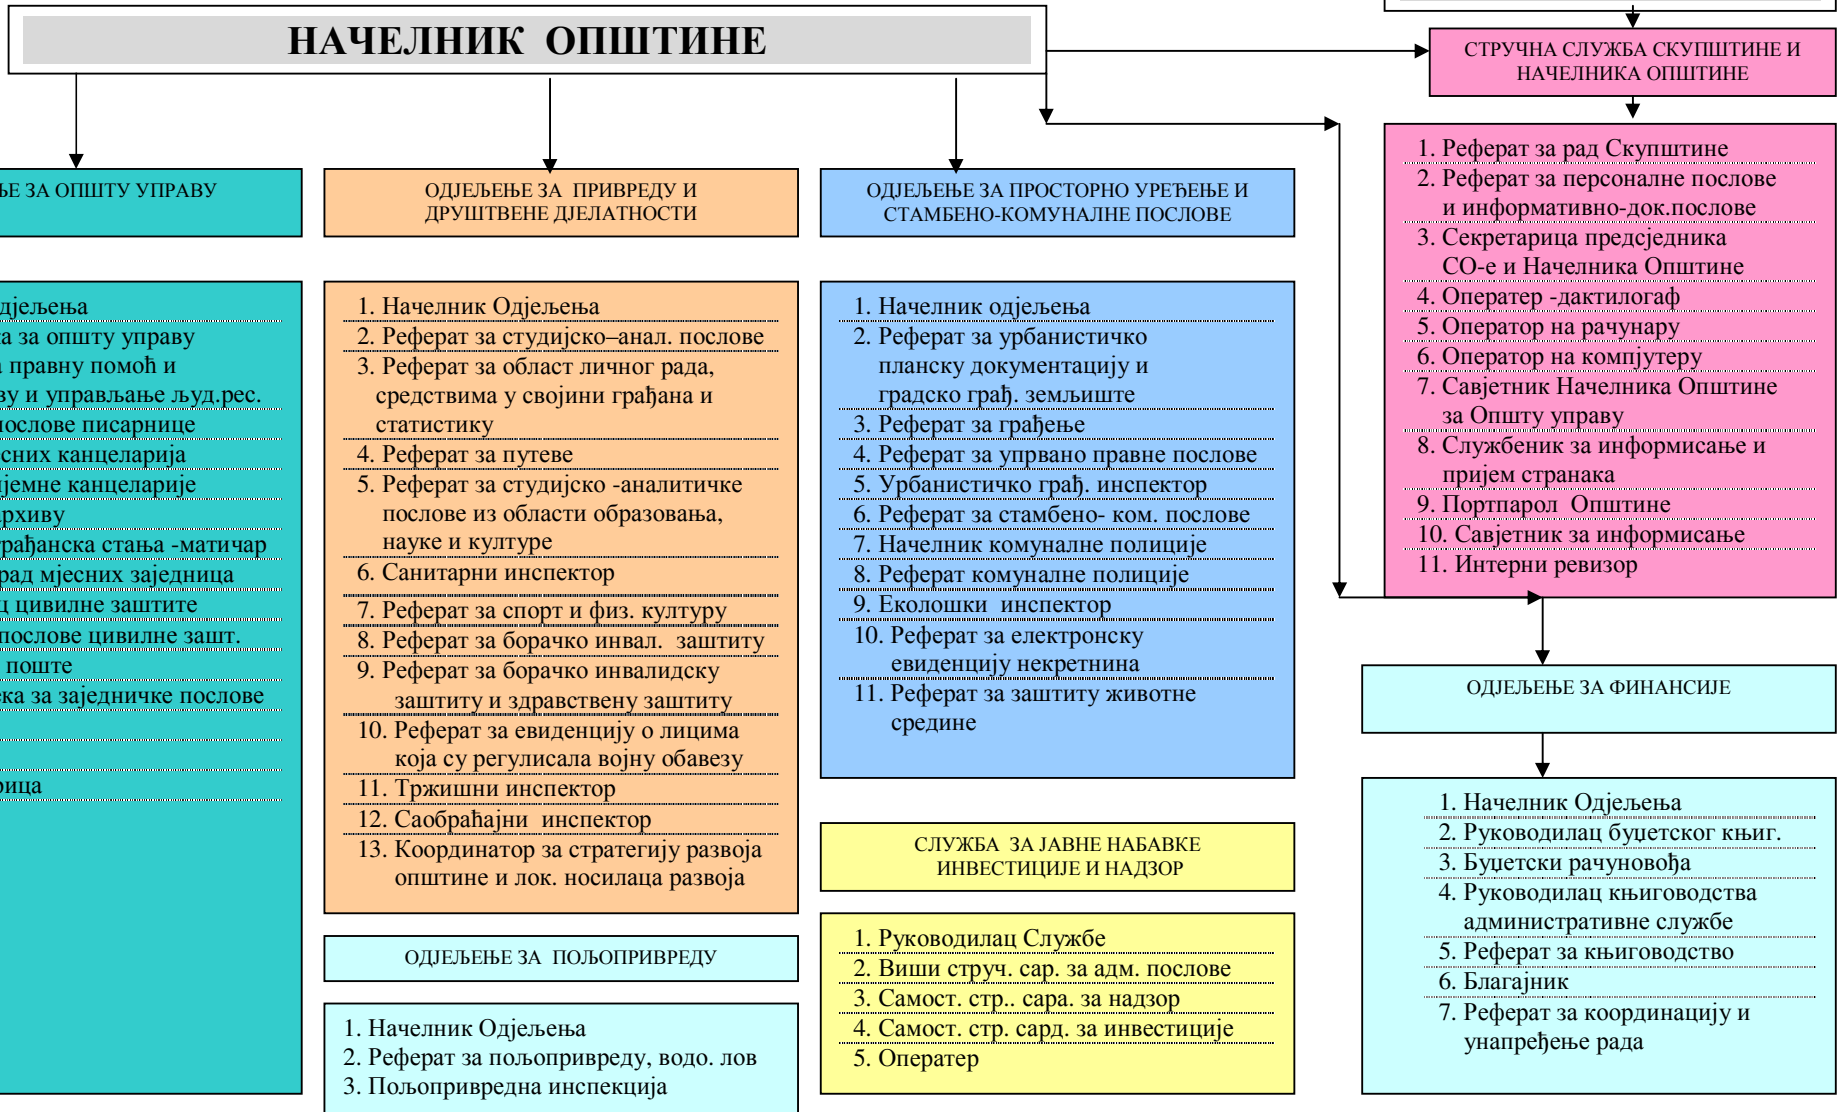 НАЧЕЛНИК ОПШТИНЕ
СТРУЧНА СЛУЖБА СКУПШТИНЕ И
НАЧЕЛНИКА ОПШТИНЕ
1. Реферат за рад Скупштине
2. Реферат за персоналне послове
и информативно-док.послове
3. Секретарица предсједника
СО-е и Начелника Општине
4. Оператер -дактилогаф
5. Оператор на рачунару
6. Оператор на компјутеру
7. Савјетник Начелника Општине
за Општу управу
8. Службеник за информисање и
пријем странака
9. Портпарол Општине
10. Савјетник за информисање
11. Интерни ревизор
ЊЕ ЗА ОПШТУ УПРАВУ
дјељења
ка за општу управу
а правну помоћ и
ву и управљање људ.рес.
послове писарнице
есних канцеларија
ијемне канцеларије
архиву
грађанска стања -матичар
рад мјесних заједница
ц цивилне заштите
послове цивилне зашт.
поште
ека за заједничке послове
рица
ОДЈЕЉЕЊЕ ЗА ПРИВРЕДУ И
ДРУШТВЕНЕ ДЈЕЛАТНОСТИ
1. Начелник Одјељења
2. Реферат за студијско–анал. послове
3. Реферат за област личног рада,
средствима у својини грађана и
статистику
4. Реферат за путеве
5. Реферат за студијско -аналитичке
послове из области образовања,
науке и културе
6. Санитарни инспектор
7. Реферат за спорт и физ. културу
8. Реферат за борачко инвал. заштиту
9. Реферат за борачко инвалидску
заштиту и здравствену заштиту
10. Реферат за евиденцију о лицима
која су регулисала војну обавезу
11. Тржишни инспектор
12. Саобраћајни инспектор
13. Координатор за стратегију развоја
општине и лок. носилаца развоја
ОДЈЕЉЕЊЕ ЗА ПОЉОПРИВРЕДУ
1. Начелник Одјељења
2. Реферат за пољопривреду, водо. лов
3. Пољопривредна инспекција
ОДЈЕЉЕЊЕ ЗА ПРОСТОРНО УРЕЂЕЊЕ И
СТАМБЕНО-КОМУНАЛНЕ ПОСЛОВЕ
1. Начелник одјељења
2. Реферат за урбанистичко
планску документацију и
градско грађ. земљиште
3. Реферат за грађење
4. Реферат за упрвано правне послове
5. Урбанистичко грађ. инспектор
6. Реферат за стамбено- ком. послове
7. Начелник комуналне полиције
8. Реферат комуналне полиције
9. Еколошки инспектор
10. Реферат за електронску
евиденцију некретнина
11. Реферат за заштиту животне
средине
СЛУЖБА ЗА ЈАВНЕ НАБАВКЕ
ИНВЕСТИЦИЈЕ И НАДЗОР
1. Руководилац Службе
2. Виши струч. сар. за адм. послове
3. Самост. стр.. сара. за надзор
4. Самост. стр. сард. за инвестиције
5. Оператер
ОДЈЕЉЕЊЕ ЗА ФИНАНСИЈЕ
1. Начелник Одјељења
2. Руководилац буџетског књиг.
3. Буџетски рачуновођа
4. Руководилац књиговодства
административне службе
5. Реферат за књиговодство
6. Благајник
7. Реферат за координацију и
унапређење рада